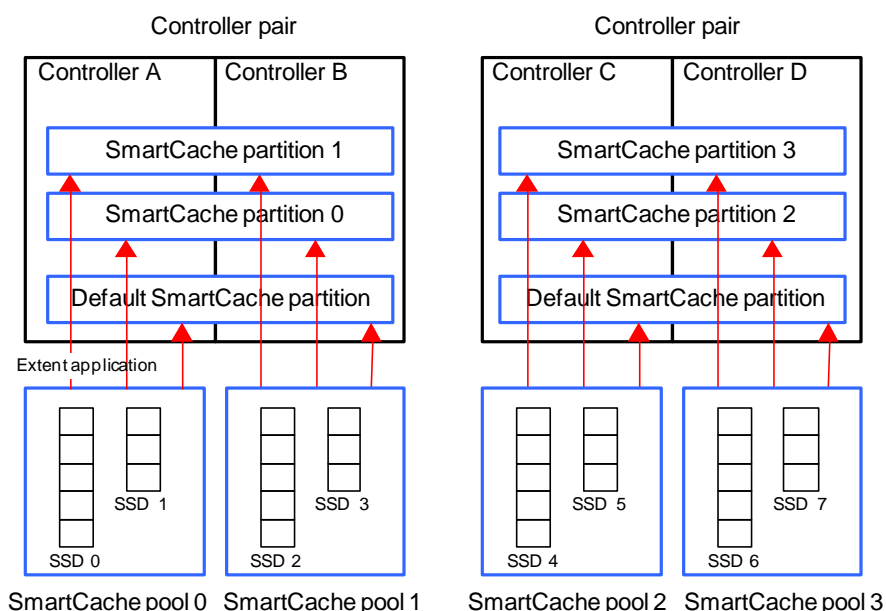 Controller pair
Controller pair
Controller A
Controller B
Controller C
Controller D
SmartCache partition 1
SmartCache partition 3
SmartCache partition 0
SmartCache partition 2
Default SmartCache partition
Default SmartCache partition
Extent application
SSD 1
SSD 3
SSD 5
SSD 7
SSD 0
SSD 2
SSD 4
SSD 6
SmartCache pool 0
SmartCache pool 1
SmartCache pool 2
SmartCache pool 3